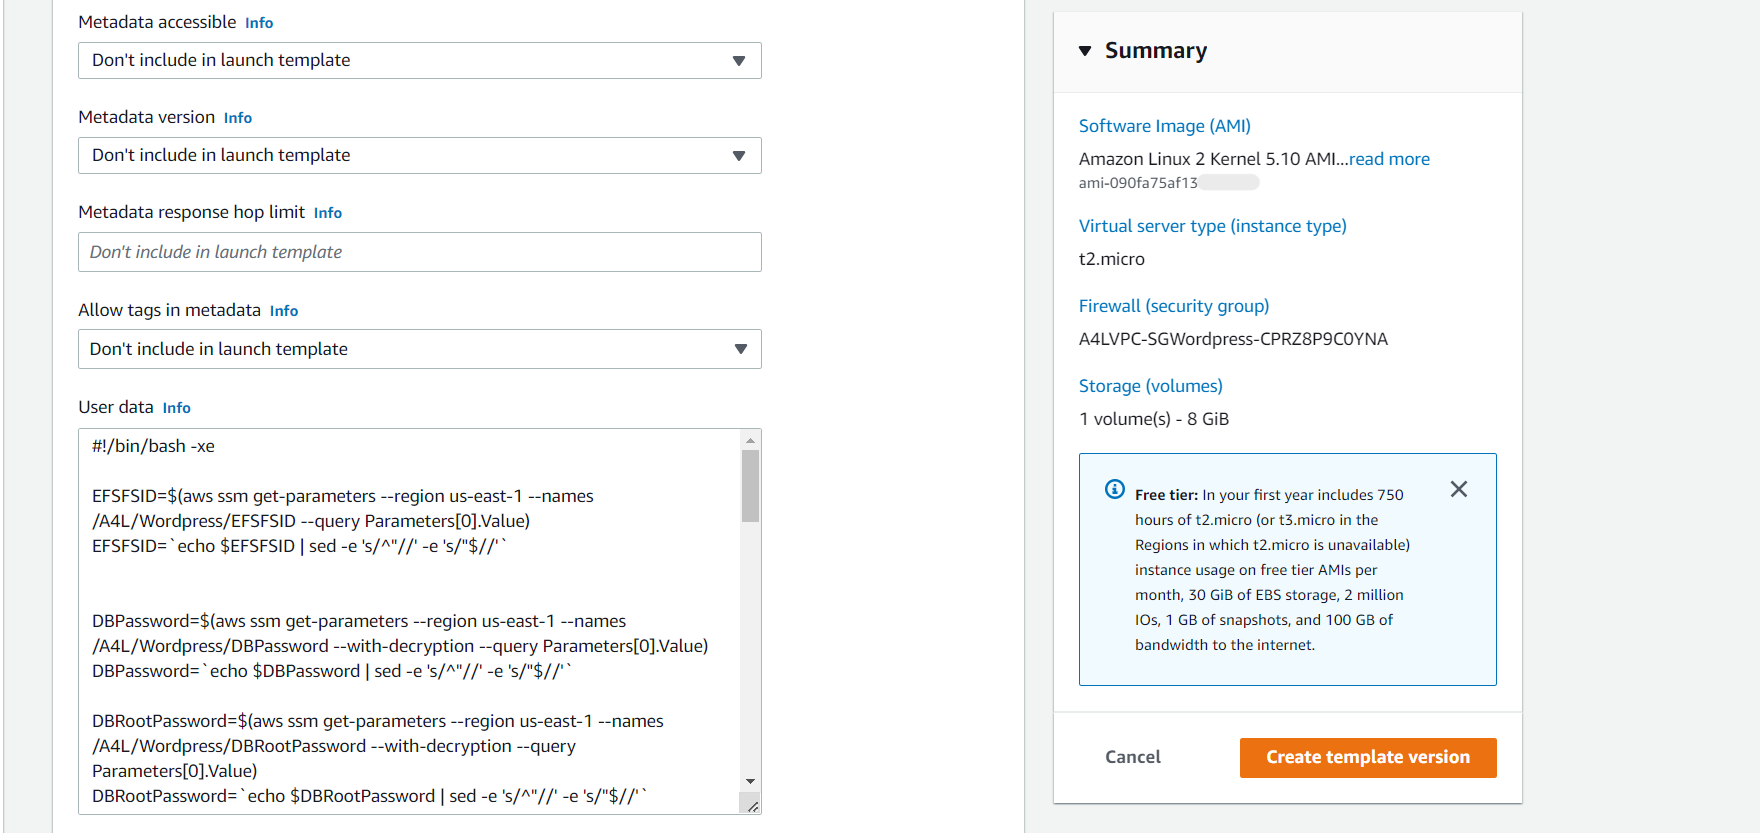 Metadata accessible Info
Don't include in launch template
Metadata version Info
Don't include in launch template
Metadata response hop limit Info
Don't include in launch template
Allow tags in metadata Info
Don't include in launch template
User data Info
#!/bin/bash -xe
EFSFSID=$(aws ssm get-parameters --region us-east-1 --names
/A4L/Wordpress/EFSFSID --query Parameters[0].Value)
EFSFSID=`echo $EFSFSID | sed -e 's/^"//' -e 's/"$//'`
DBPassword=$(aws ssm get-parameters --region us-east-1 --names
/A4L/Wordpress/DBPassword --with-decryption --query Parameters[0].Value)
DBPassword=`echo $DBPassword | sed -e 's/^"//' -e 's/"$//'`
DBRootPassword=$(aws ssm get-parameters --region us-east-1 --names
/A4L/Wordpress/DBRootPassword --with-decryption --query
Parameters[0].Value)
DBRootPassword=`echo $DBRootPassword | sed -e 's/^"//' -e 's/"$//'`
Summary
Software Image (AMI)
Amazon Linux 2 Kernel 5.10 AMI...read more
ami-090fa75af13
Virtual server type (instance type)
t2.micro
Firewall (security group)
A4LVPC-SGWordpress-CPRZ8P9C0YNA
Storage (volumes)
1 volume(s) - 8 GiB
Free tier: In your first year includes 750
hours of t2.micro (or t3.micro in the
Regions in which t2.micro is unavailable)
instance usage on free tier AMIs per
month, 30 GiB of EBS storage, 2 million
IOs, 1 GB of snapshots, and 100 GB of
bandwidth to the internet.
Cancel
Create template version